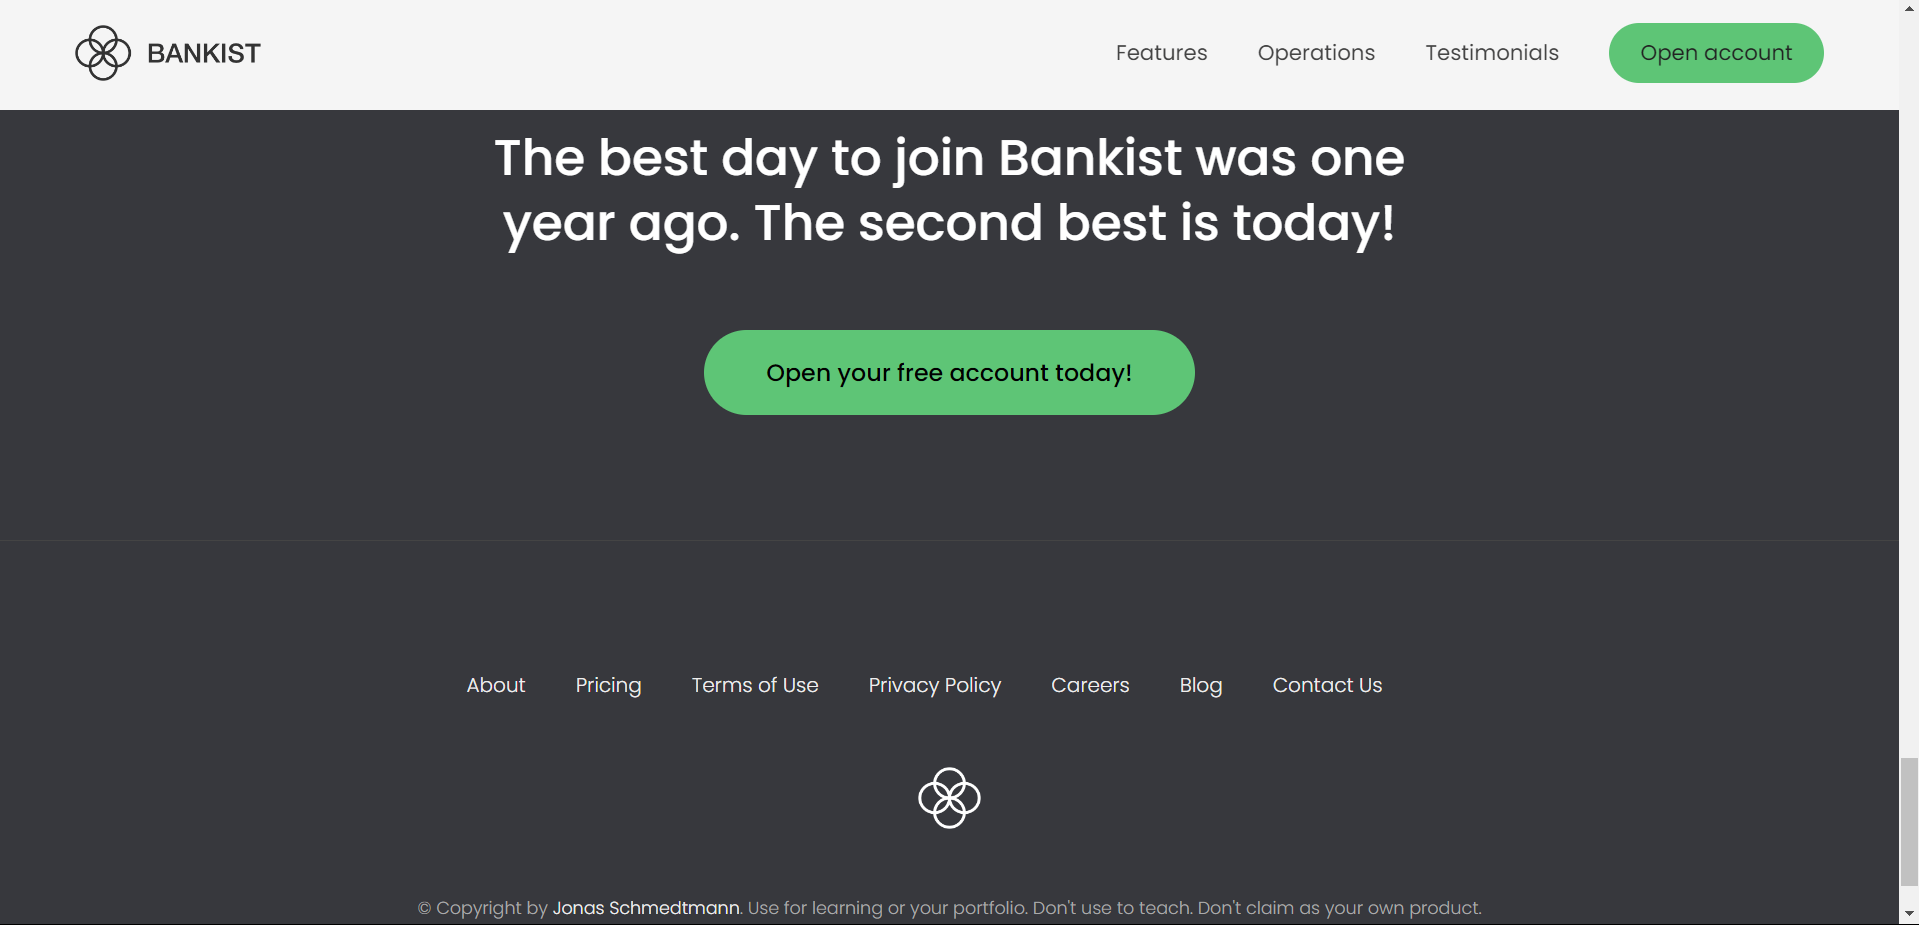 BANKIST
Features Operations Testimonials Open account
The best day to join Bankist was one
year ago. The second best is today!
Open your free account today!
About Pricing Terms of Use Privacy Policy Careers Blog Contact Us
© Copyright by Jonas Schmedtmann. Use for learning or your portfolio. Don't use to teach. Don't claim as your own product.